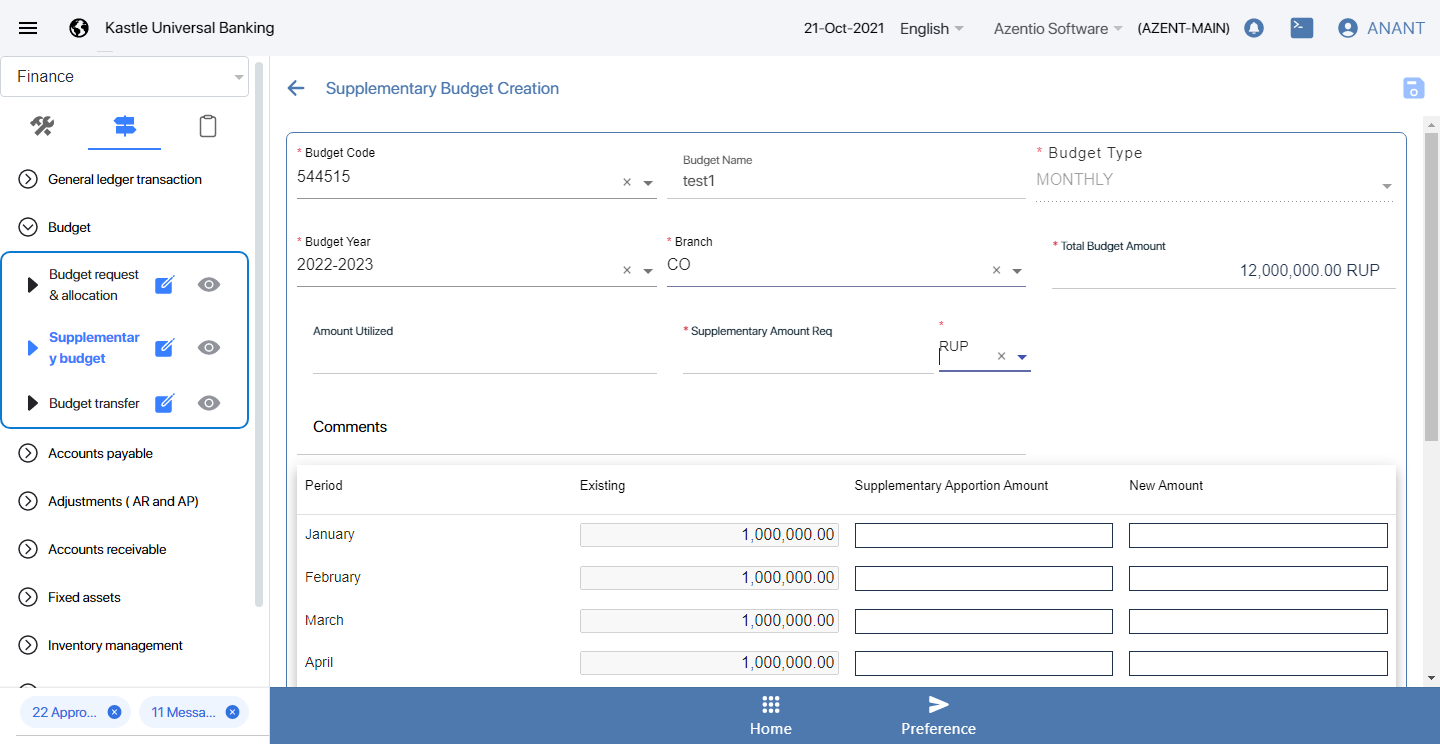 Kastle Universal Banking
21-Oct-2021 English Azentio Software (AZENT-MAIN) ANANT
Finance
General ledger transaction
Budget
Budget request
& allocation
Supplementar
y budget
Budget transfer
Accounts payable
Adjustments ( AR and AP)
Accounts receivable
Fixed assets
Inventory management
22 Appro...
11 Messa...
Supplementary Budget Creation
* Budget Code
544515
Budget Name
test1
* Budget Type
MONTHLY
* Budget Year
2022-2023
* Branch
CO
* Total Budget Amount
12,000,000.00 RUP
Amount Utilized
* Supplementary Amount Req
*
RUP
Comments
Period Existing Supplementary Apportion Amount New Amount
January 1,000,000.00
February 1,000,000.00
March 1,000,000.00
April 1,000,000.00
Home
Preference